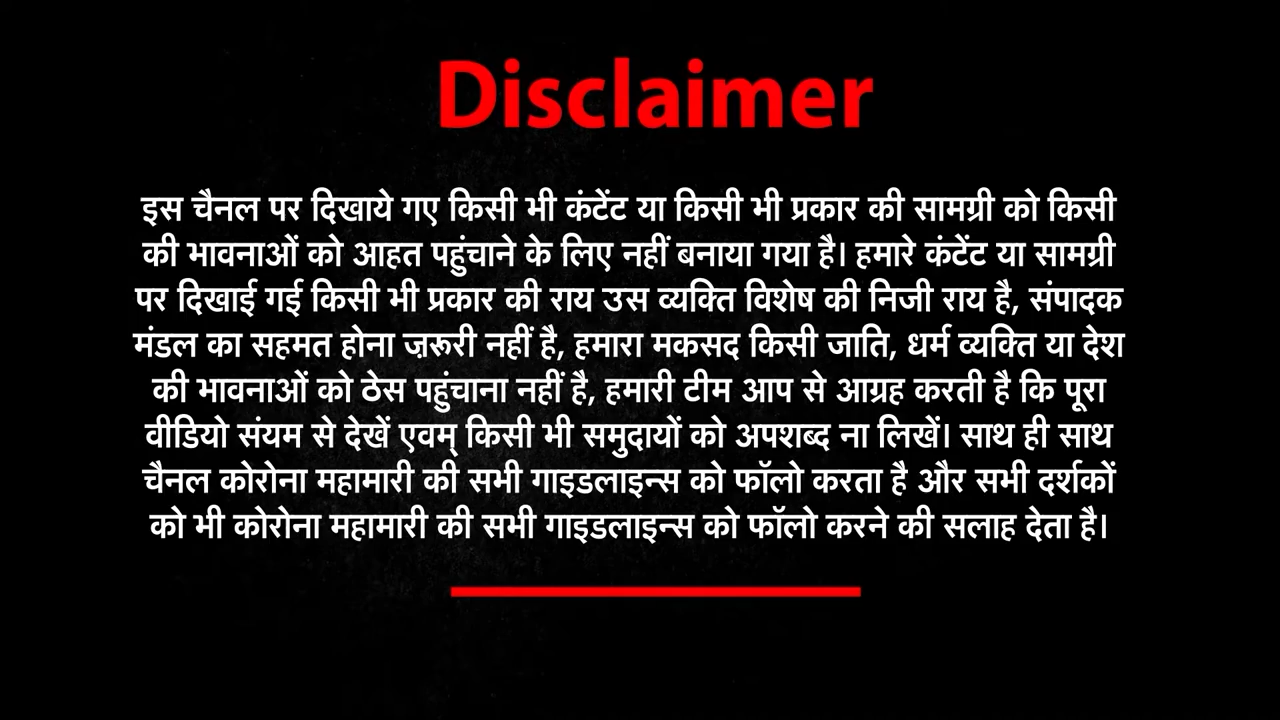 Disclaimer
इस चैनल पर दिखाये गए किसी भी कंटेंट या किसी भी प्रकार की सामग्री को किसी
की भावनाओं को आहत पहुंचाने के लिए नहीं बनाया गया है। हमारे कंटेंट या सामग्री
पर दिखाई गई किसी भी प्रकार की राय उस व्यक्ति विशेष की निजी राय है, संपादक
मंडल का सहमत होना ज़रूरी नहीं है, हमारा मकसद किसी जाति, धर्म व्यक्ति या देश
की भावनाओं को ठेस पहुंचाना नहीं है, हमारी टीम आप से आग्रह करती है कि पूरा
वीडियो संयम से देखें एवम् किसी भी समुदायों को अपशब्द ना लिखें। साथ ही साथ
चैनल कोरोना महामारी की सभी गाइडलाइन्स को फॉलो करता है और सभी दर्शकों
को भी कोरोना महामारी की सभी गाइडलाइन्स को फॉलो करने की सलाह देता है।